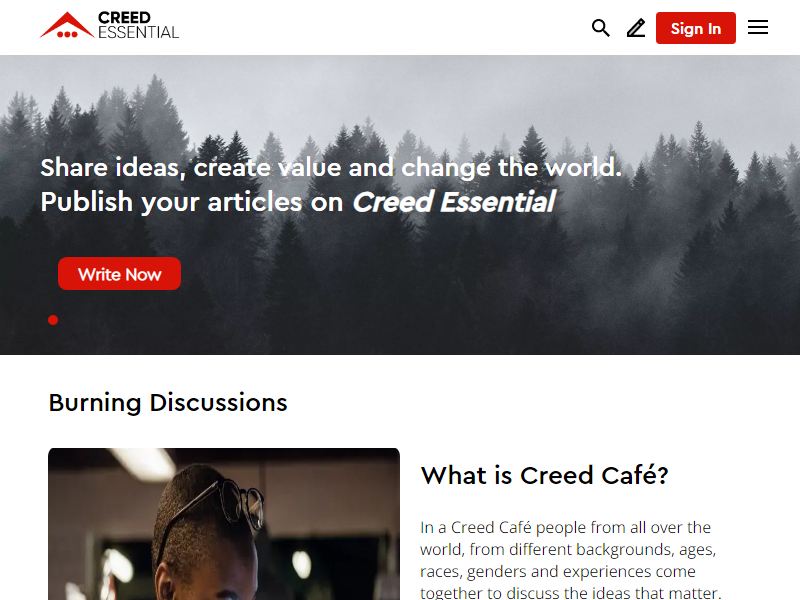 CREED
ESSENTIAL
Sign In
Share ideas, create value and change the world.
Publish your articles on Creed Essential
Write Now
Burning Discussions
What is Creed Café?
In a Creed Café people from all over the
world, from different backgrounds, ages,
races, genders and experiences come
together to discuss the ideas that matter.